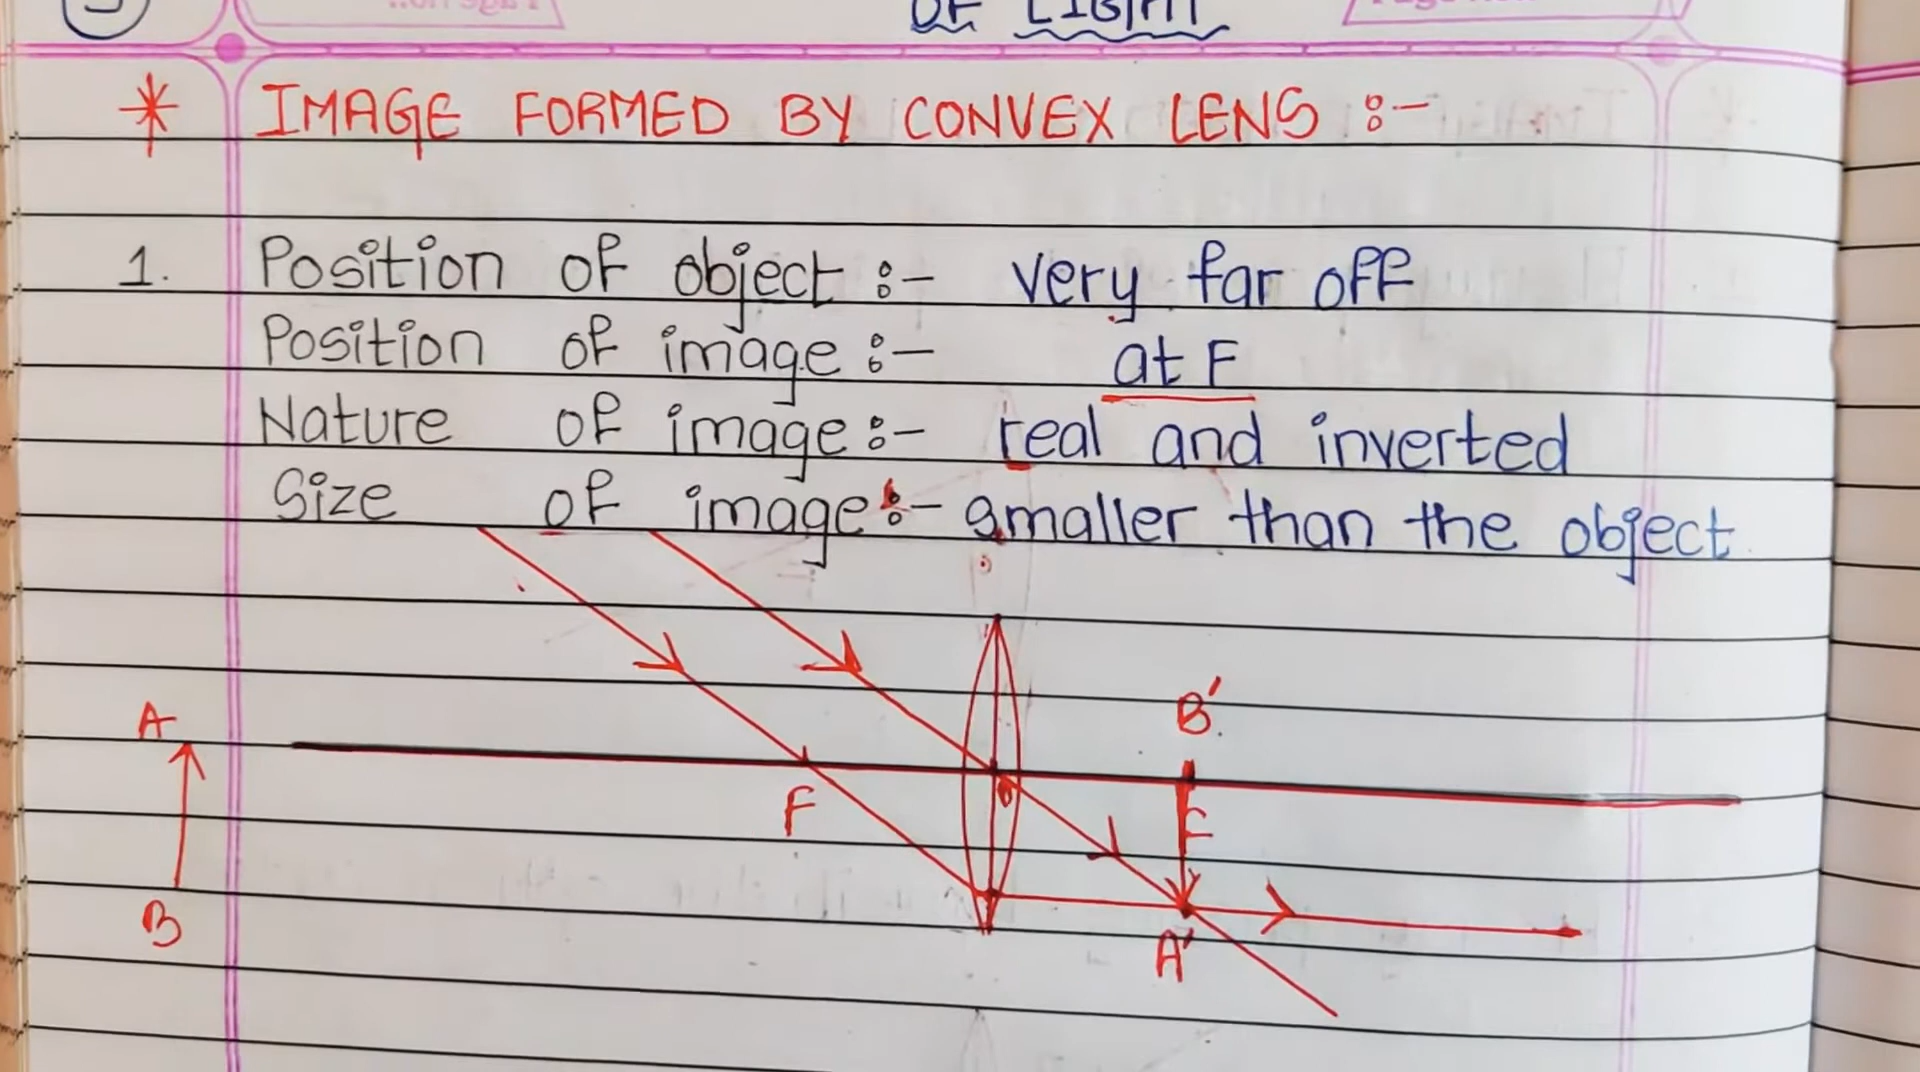 OF LIGHT
* IMAGE FORMED BY CONVEX LENS :-
1. Position of object :- very far off
Position of image :- at F
Nature of image :- real and inverted
Size of image :- smaller than the object
A
B'
F
F
B
A'